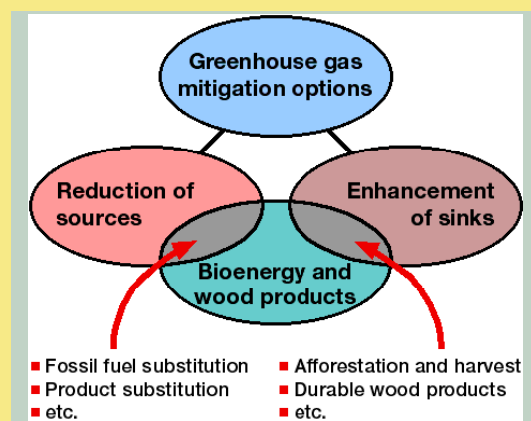 Greenhouse gas
mitigation options
Reduction of
sources
Enhancement
of sinks
Bioenergy and
wood products
■ Fossil fuel substitution
■ Product substitution
■ etc.
■ Afforestation and harvest
■ Durable wood products
■ etc.